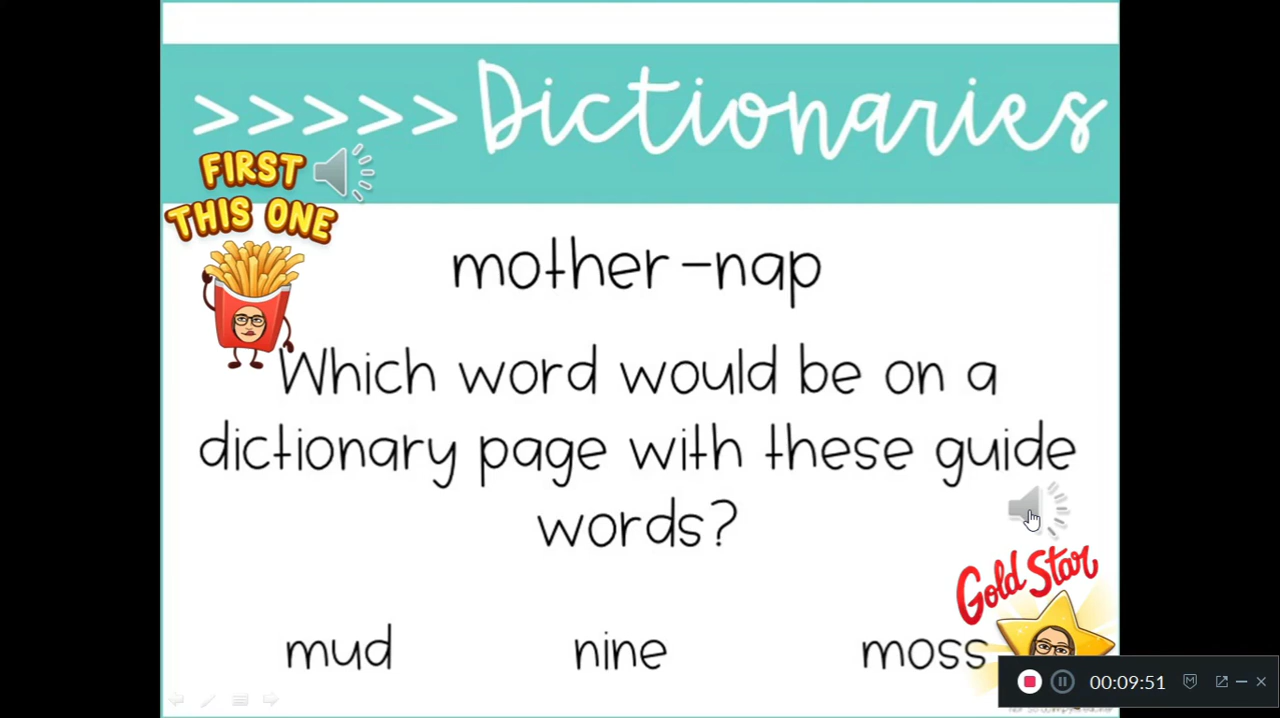 >>>>> Dictionaries
FIRST
THIS ONE
mother-nap
Which word would be on a
dictionary page with these guide
words?
Gold Star
mud nine moss
00:09:51